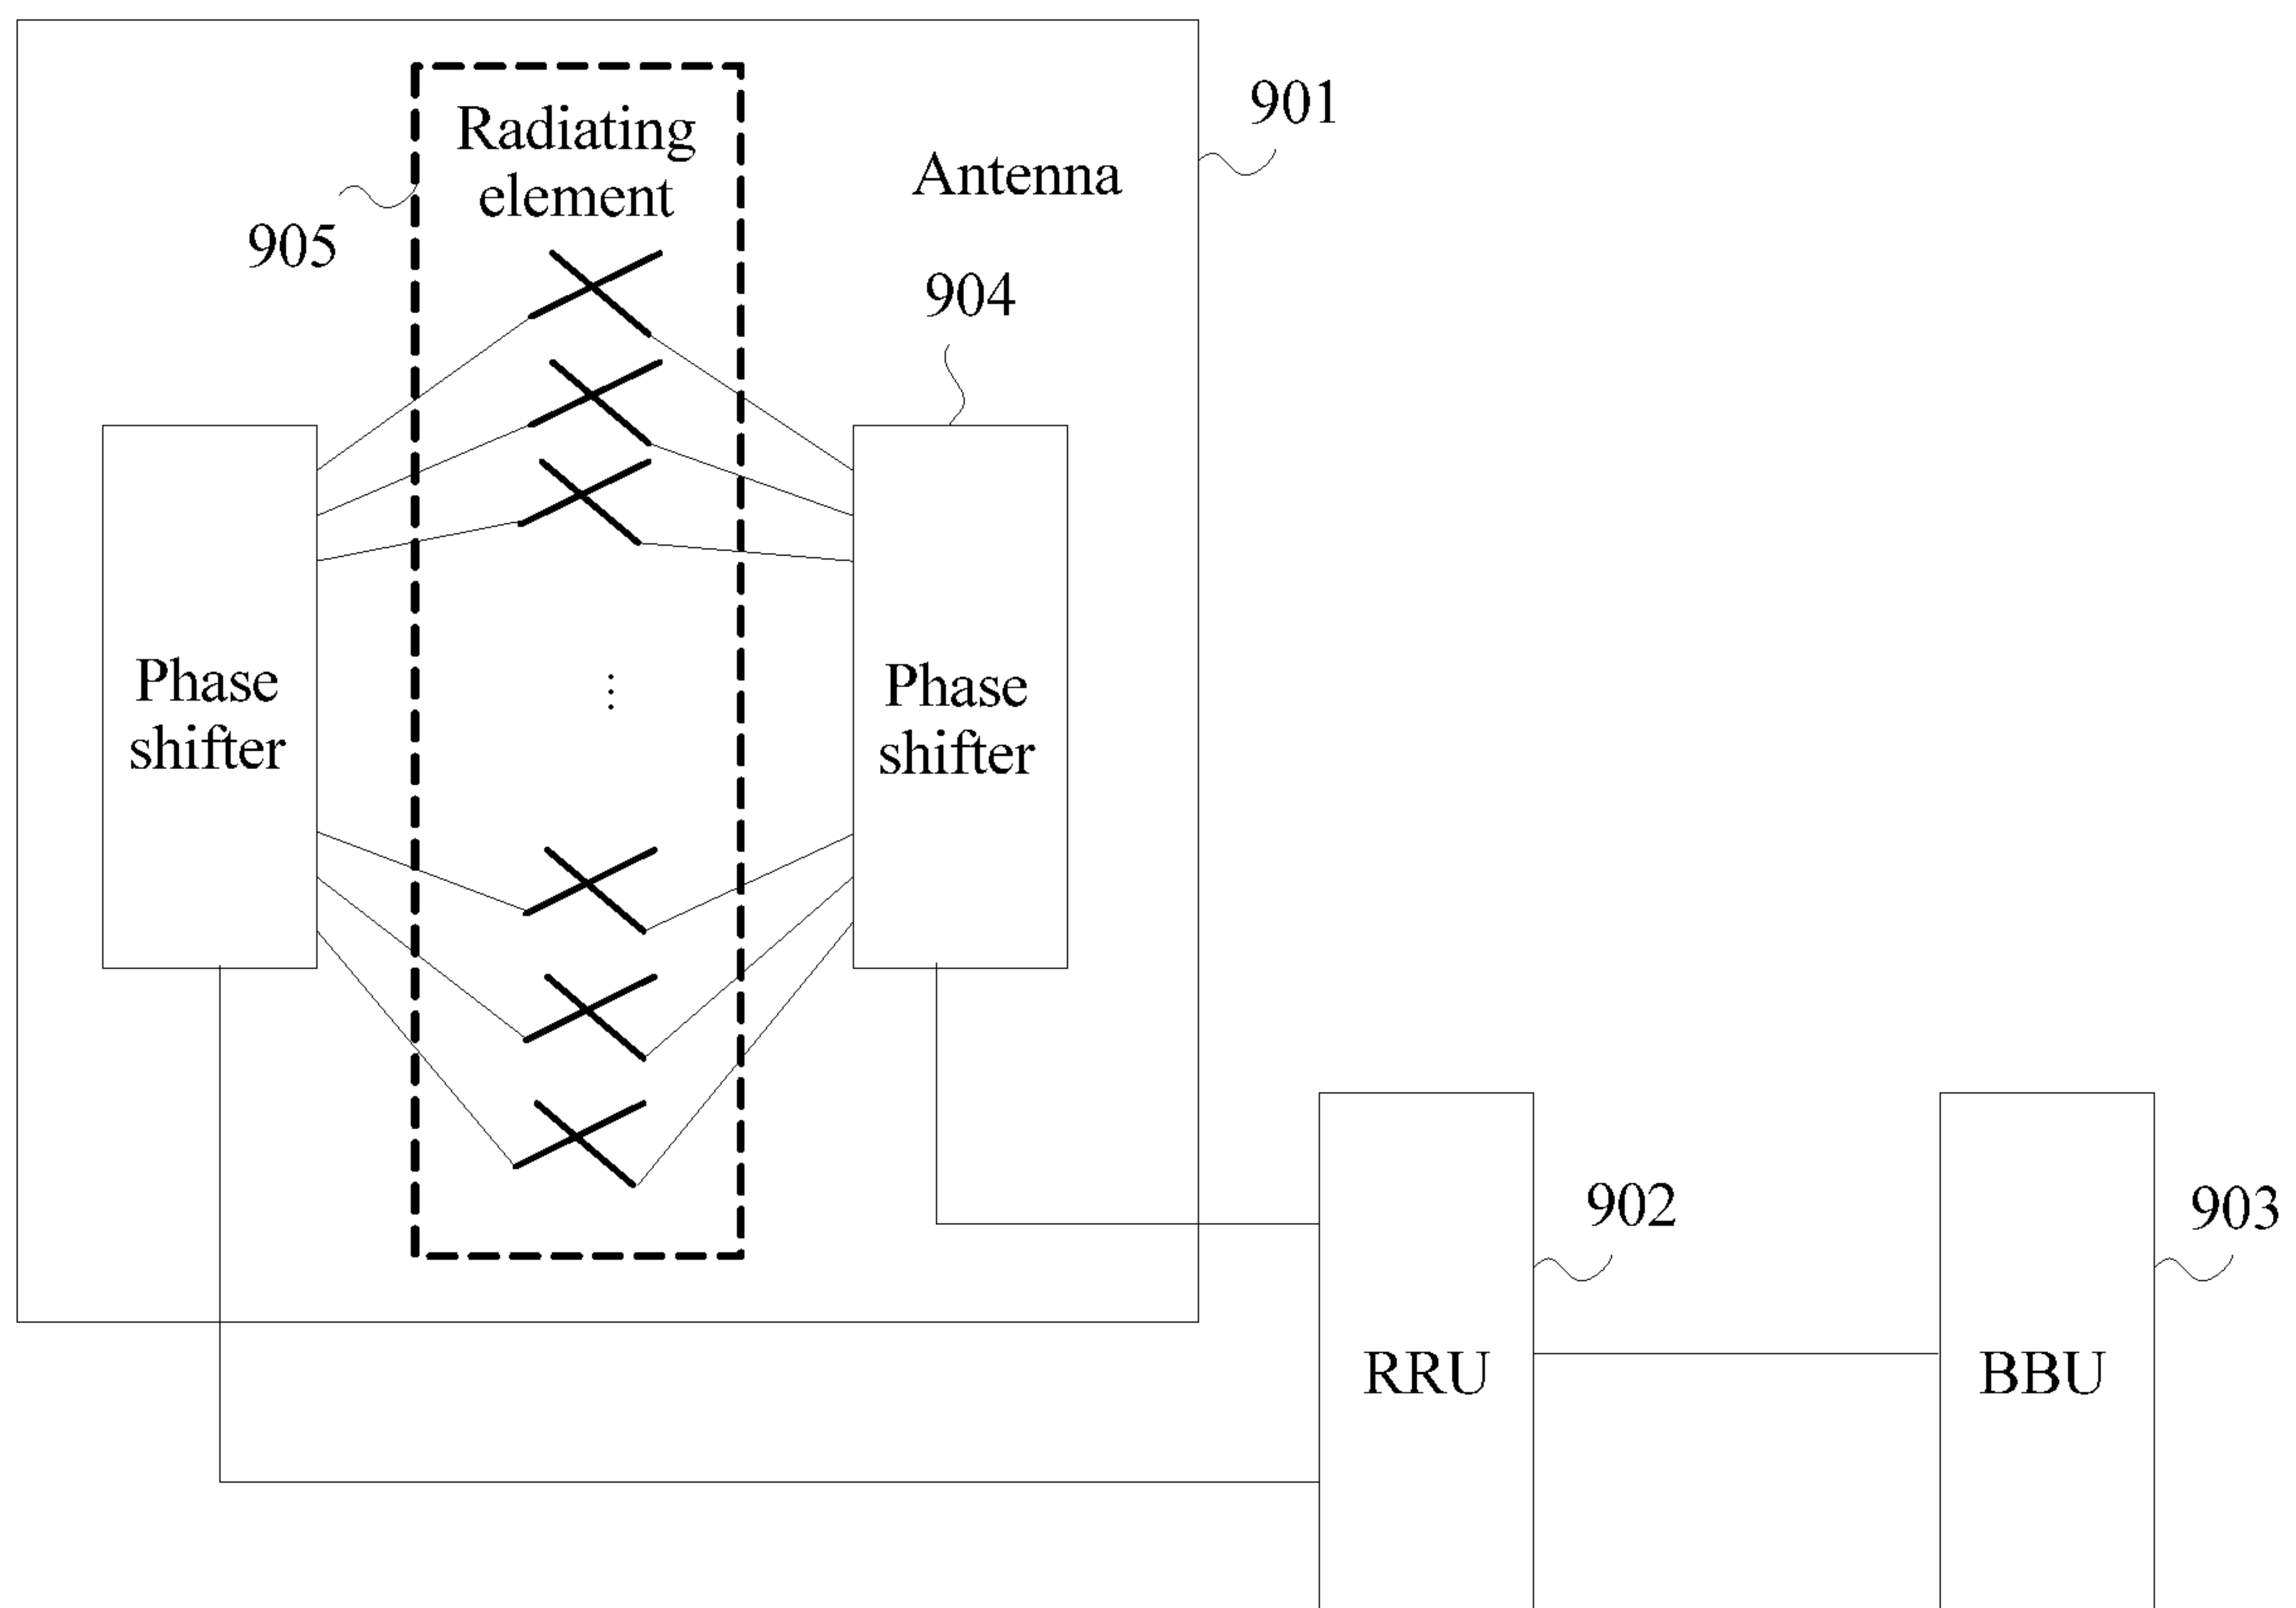 901
Radiating
element
Antenna
905
904
Phase
shifter
Phase
shifter
902
903
RRU
BBU